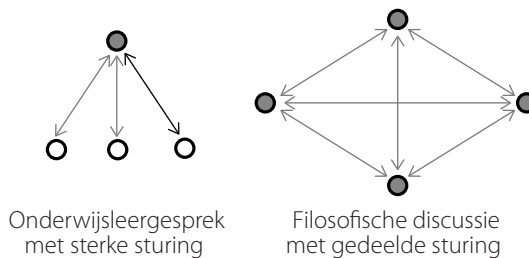 Onderwijsleergesprek
met sterke sturing
Filosofische discussie
met gedeelde sturing